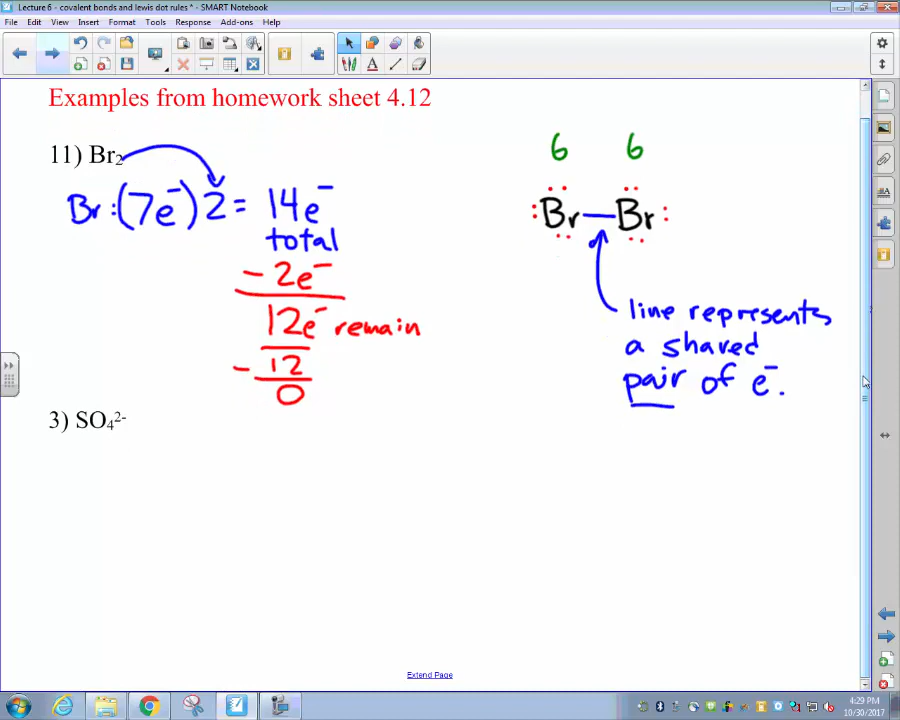 Lecture 6 - covalent bonds and lewis dot rules * - SMART Notebook
File Edit View Insert Format Tools Response Add-ons Help
Examples from homework sheet 4.12
11) Br₂
Br:(7e⁻)2= 14e⁻
total
- 2e⁻
12e⁻ remain
- 12
0
6 6
Br—Br
line represents
a shared
pair of e⁻.
3) SO₄²⁻
Extend Page
4:29 PM
10/30/2017